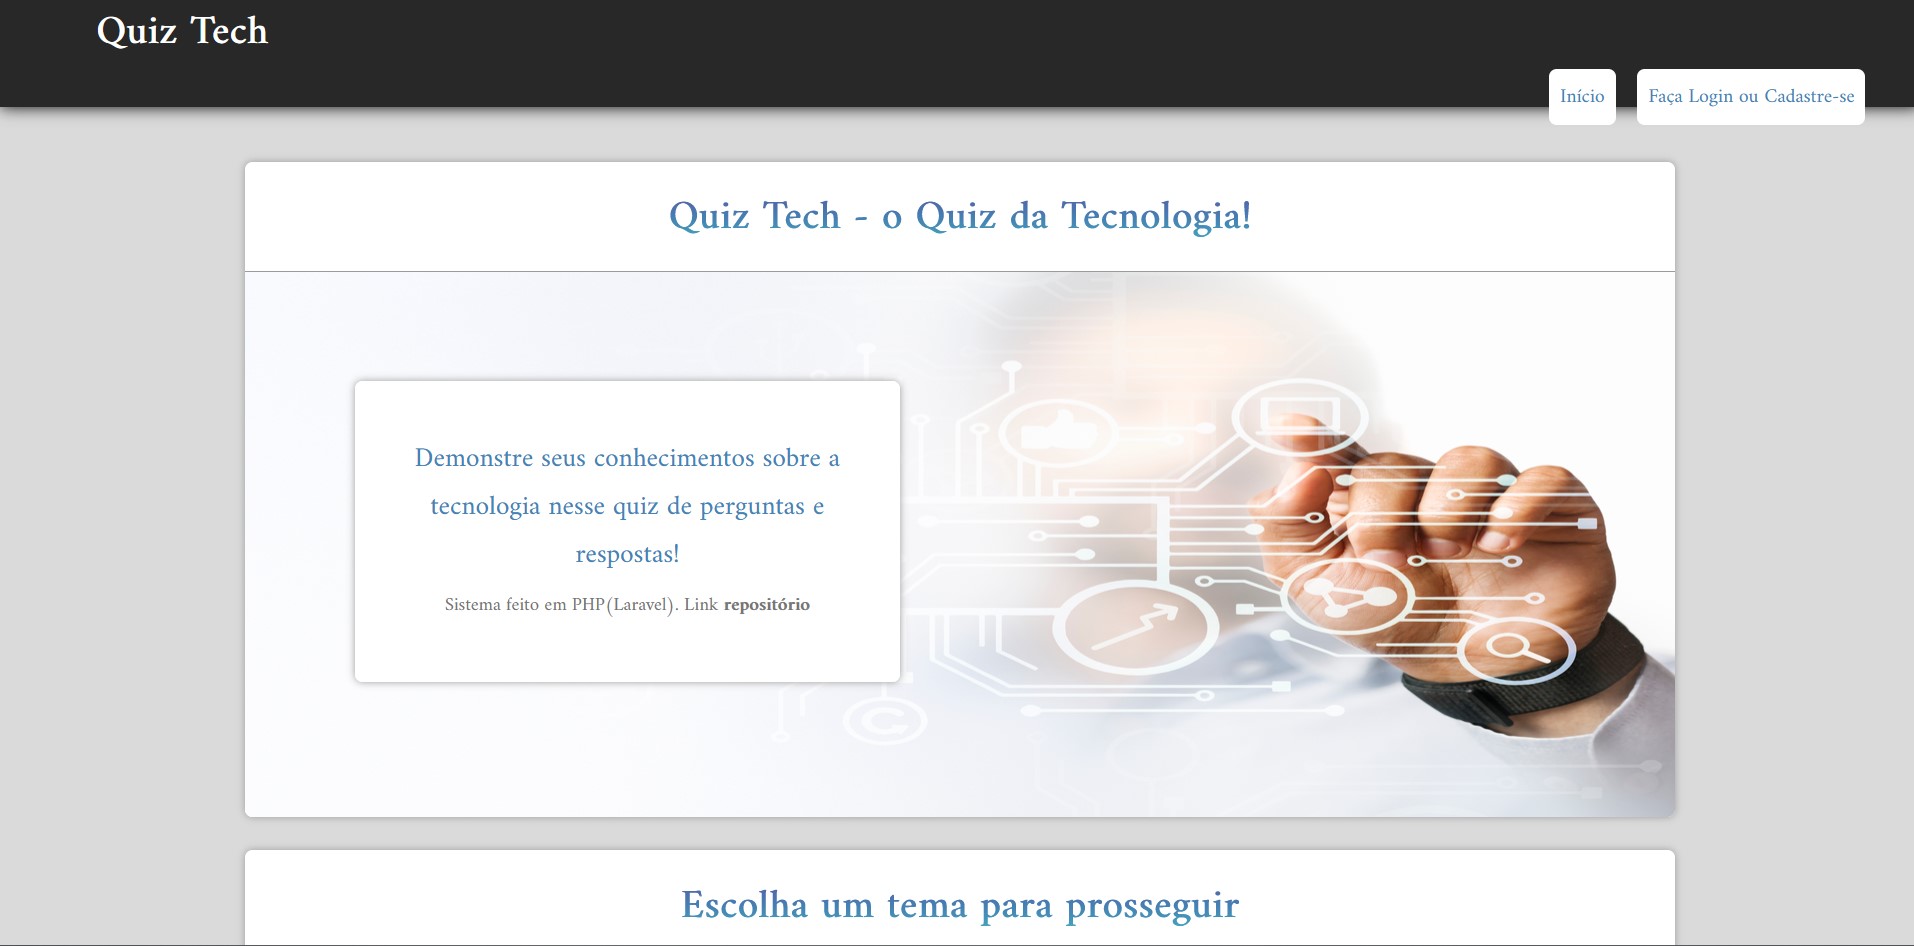 Quiz Tech
Início
Faça Login ou Cadastre-se
Quiz Tech - o Quiz da Tecnologia!
Demonstre seus conhecimentos sobre a
tecnologia nesse quiz de perguntas e
respostas!
Sistema feito em PHP(Laravel). Link repositório
Escolha um tema para prosseguir